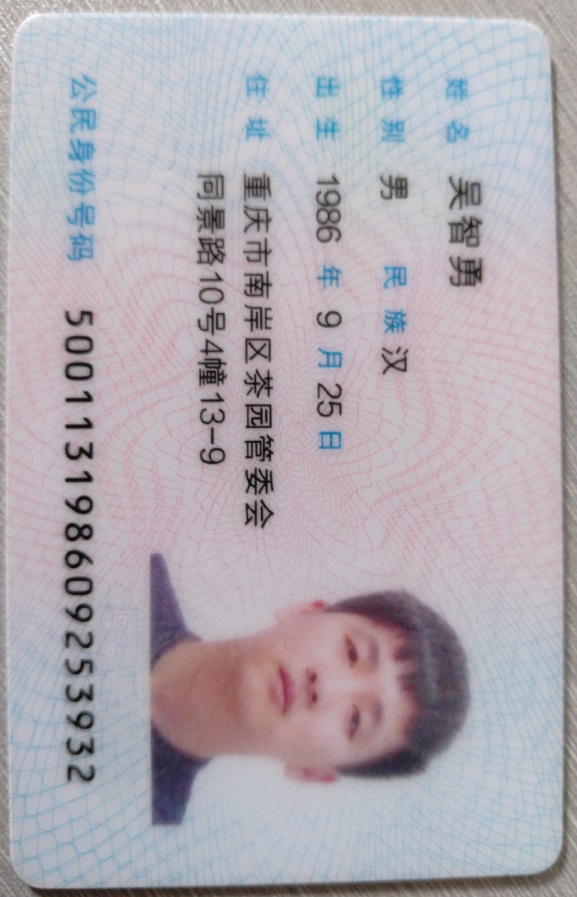 姓名 吴智勇
性别 男 民族 汉
出生 1986 年 9 月 25 日
住址 重庆市南岸区茶园管委会
同景路10号4幢13-9
公民身份号码 500113198609253932